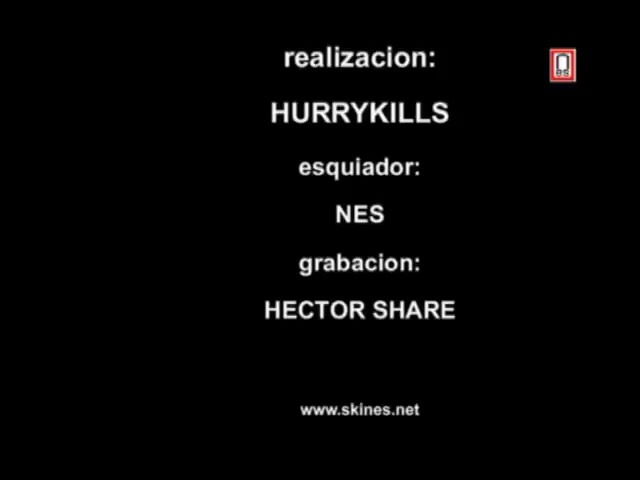 realizacion:
HURRYKILLS
esquiador:
NES
grabacion:
HECTOR SHARE
www.skines.net